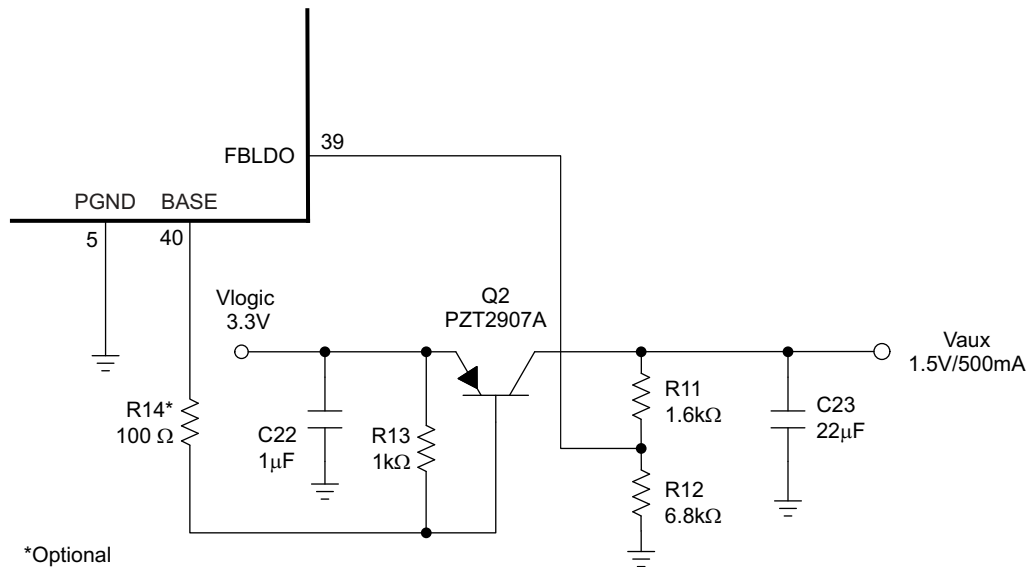 39
FBLDO
PGND BASE
5 40
Q2
PZT2907A
Vlogic
3.3V
Vaux
1.5V/500mA
R14*
100 Ω
C22
1μF
R13
1kΩ
R11
1.6kΩ
C23
22μF
R12
6.8kΩ
*Optional